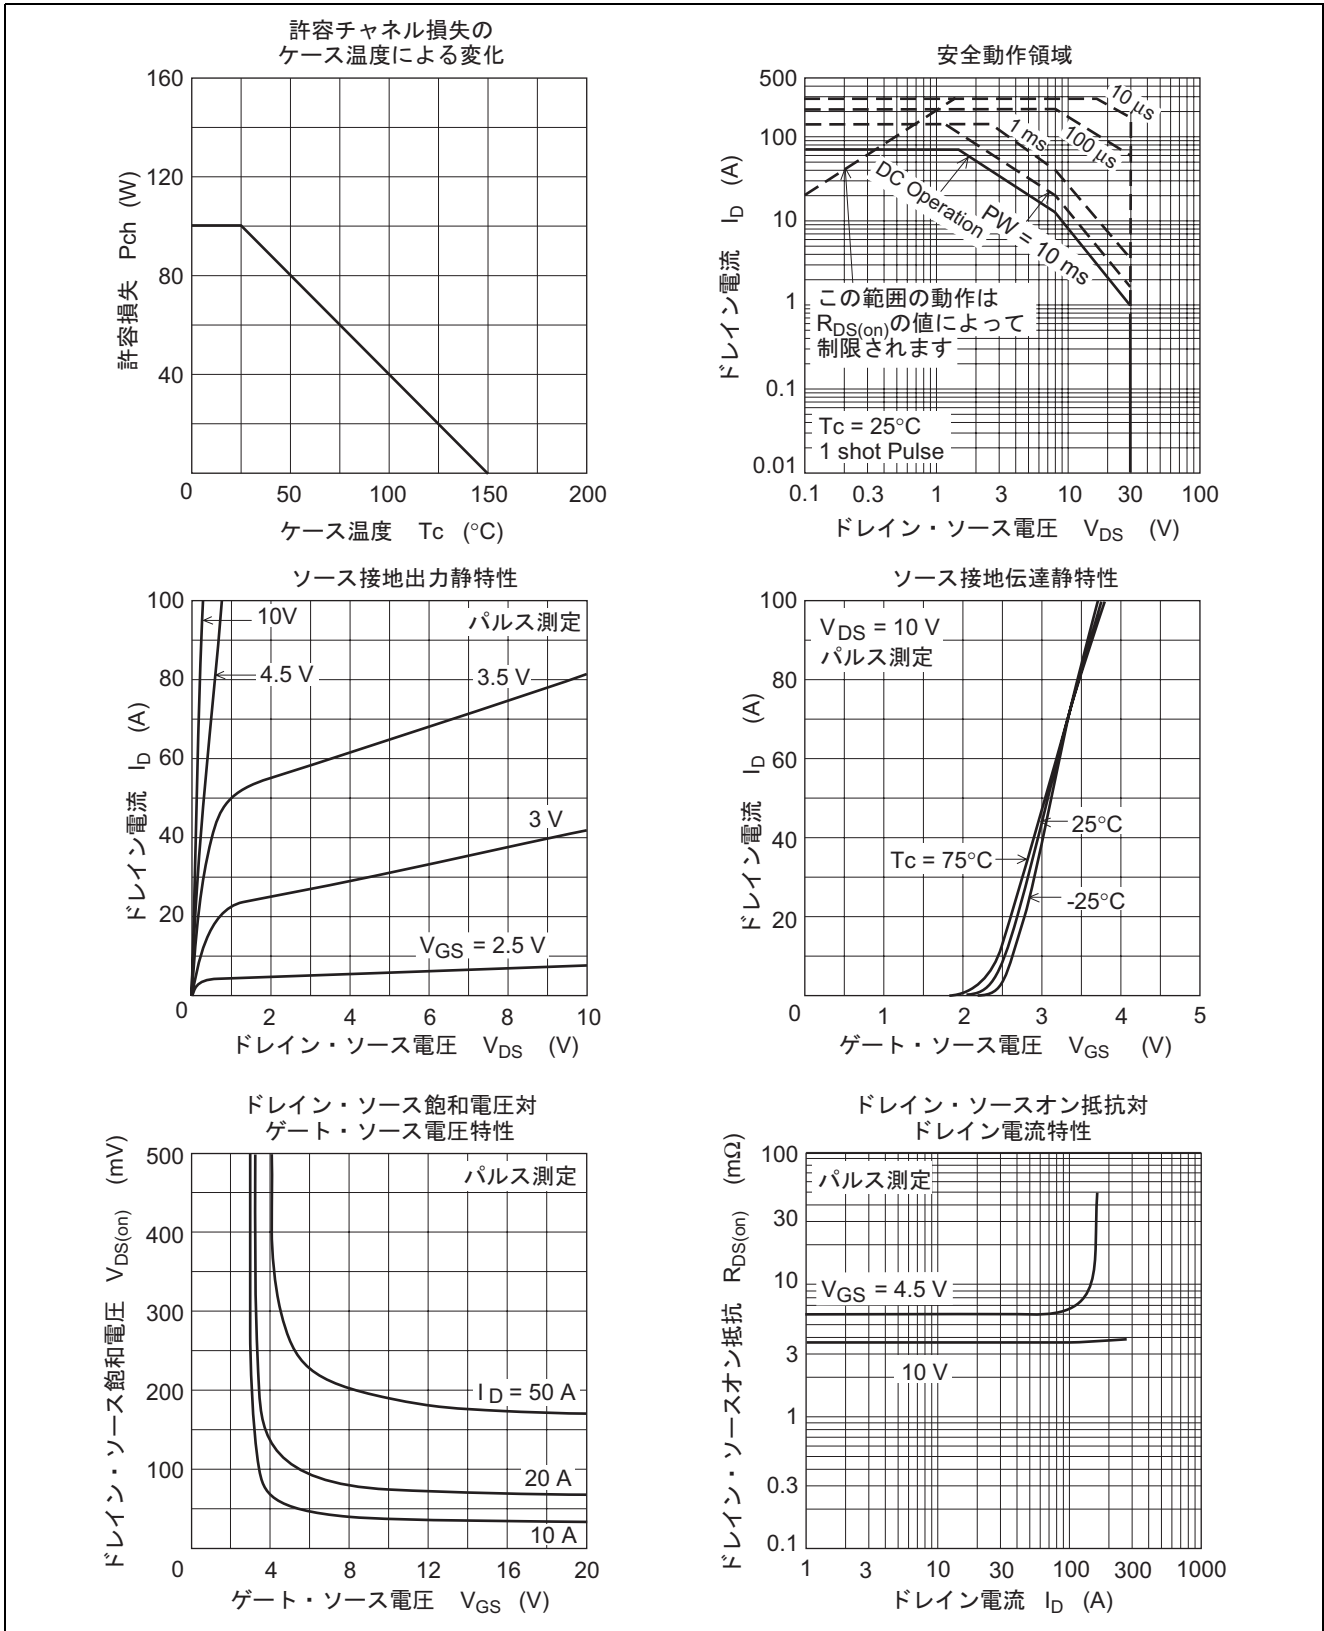 許容チャネル損失の
ケース温度による変化
160
120
80
40
0
50
100
150
200
許容損失 Pch (W)
ケース温度 Tc (°C)
安全動作領域
500
100
10
1
0.1
0.01
0.1
0.3
1
3
10
30
100
ドレイン電流 ID (A)
ドレイン・ソース電圧 VDS (V)
10 μs
100 μs
1 ms
DC Operation
PW = 10 ms
この範囲の動作は
RDS(on)の値によって
制限されます
Tc = 25°C
1 shot Pulse
ソース接地出力静特性
100
80
60
40
20
0
2
4
6
8
10
ドレイン電流 ID (A)
ドレイン・ソース電圧 VDS (V)
パルス測定
10V
4.5 V
3.5 V
3 V
VGS = 2.5 V
ソース接地伝達静特性
100
80
60
40
20
0
1
2
3
4
5
ドレイン電流 ID (A)
ゲート・ソース電圧 VGS (V)
VDS = 10 V
パルス測定
25°C
Tc = 75°C
-25°C
ドレイン・ソース飽和電圧対
ゲート・ソース電圧特性
500
400
300
200
100
0
4
8
12
16
20
ドレイン・ソース飽和電圧 VDS(on) (mV)
ゲート・ソース電圧 VGS (V)
パルス測定
ID = 50 A
20 A
10 A
ドレイン・ソースオン抵抗対
ドレイン電流特性
100
30
10
3
1
0.3
0.1
1
3
10
30
100
300
1000
ドレイン・ソースオン抵抗 RDS(on) (mΩ)
ドレイン電流 ID (A)
パルス測定
VGS = 4.5 V
10 V